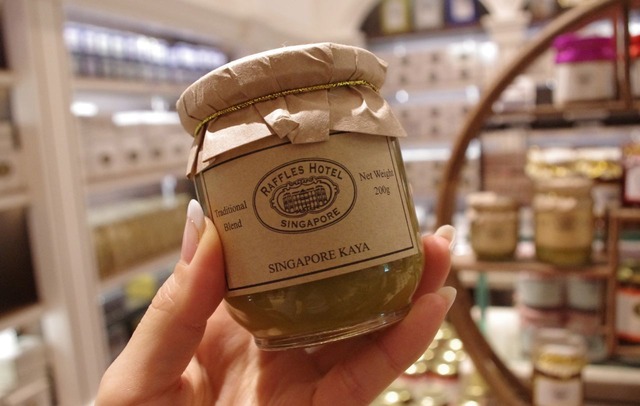 RAFFLES HOTEL
SINGAPORE
Traditional
Blend
Net Weight
200g
SINGAPORE KAYA